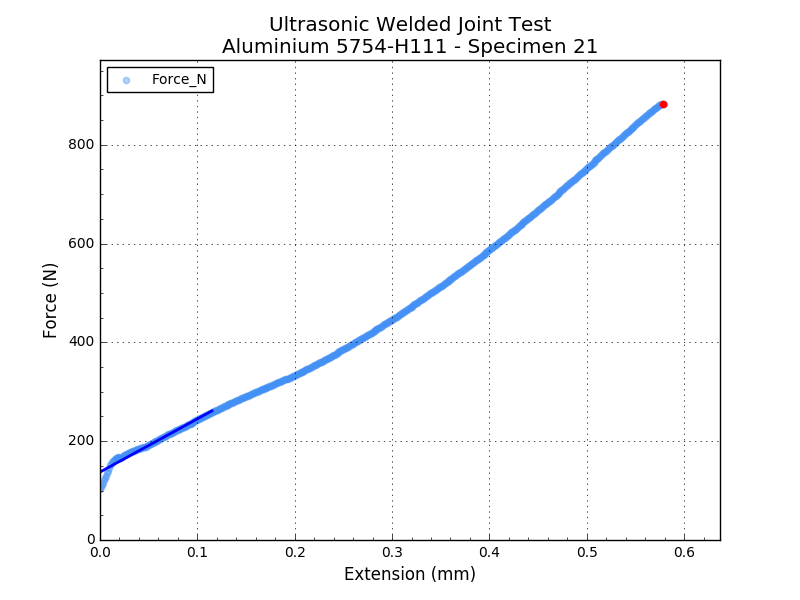 Ultrasonic Welded Joint Test
Aluminium 5754-H111 - Specimen 21
Force_N
800
600
400
200
0
Force (N)
0.0 0.1 0.2 0.3 0.4 0.5 0.6
Extension (mm)